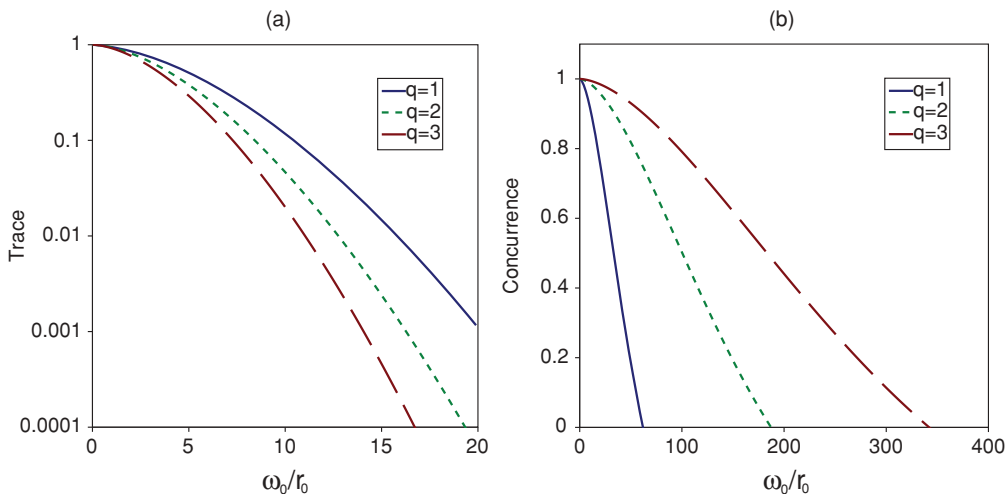 (a)
1
0.1
0.01
0.001
0.0001
Trace
0 5 10 15 20
ω₀/r₀
q=1
q=2
q=3
(b)
1
0.8
0.6
0.4
0.2
0
Concurrence
0 100 200 300 400
ω₀/r₀
q=1
q=2
q=3